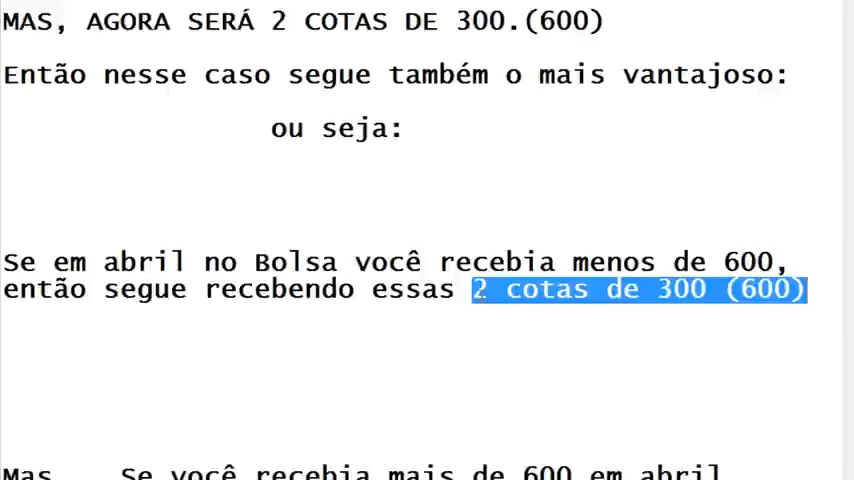 MAS, AGORA SERÁ 2 COTAS DE 300.(600)
Então nesse caso segue também o mais vantajoso:
ou seja:
Se em abril no Bolsa você recebia menos de 600,
então segue recebendo essas 2 cotas de 300 (600)
Mas Se você recebia mais de 600 em abril